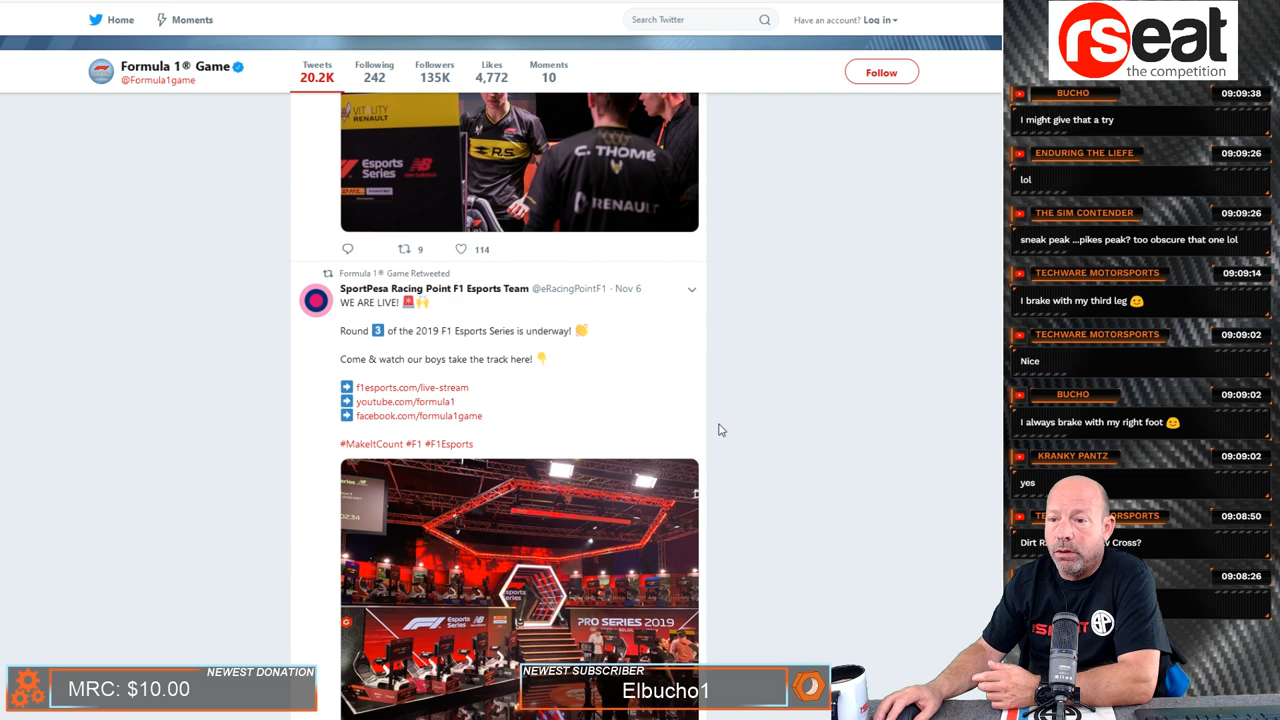 Home
Moments
Search Twitter
Have an account? Log in
Formula 1® Game
@Formula1game
Tweets
20.2K
Following
242
Followers
135K
Likes
4,772
Moments
10
Follow
VITALITY
RENAULT
R.S.
C. THOMÉ
RENAULT
Esports
Series
new balance
9
114
Formula 1® Game Retweeted
SportPesa Racing Point F1 Esports Team @eRacingPointF1 · Nov 6
WE ARE LIVE! 🚨🙌
Round 3️⃣ of the 2019 F1 Esports Series is underway! 👏
Come & watch our boys take the track here! 👇
➡️ f1esports.com/live-stream
➡️ youtube.com/formula1
➡️ facebook.com/formula1game
#MakeItCount #F1 #F1Esports
Esports
Series
Esports
Series
PRO SERIES 2019
rseat
the competition
BUCHO 09:09:38
I might give that a try
ENDURING THE LIEFE 09:09:26
lol
THE SIM CONTENDER 09:09:26
sneak peak ...pikes peak? too obscure that one lol
TECHWARE MOTORSPORTS 09:09:14
I brake with my third leg 😊
TECHWARE MOTORSPORTS 09:09:02
Nice
BUCHO 09:09:02
I always brake with my right foot 😊
KRANKY PANTZ 09:09:02
yes
09:08:50
Cross?
09:08:26
NEWEST DONATION
MRC: $10.00
NEWEST SUBSCRIBER
Elbucho1